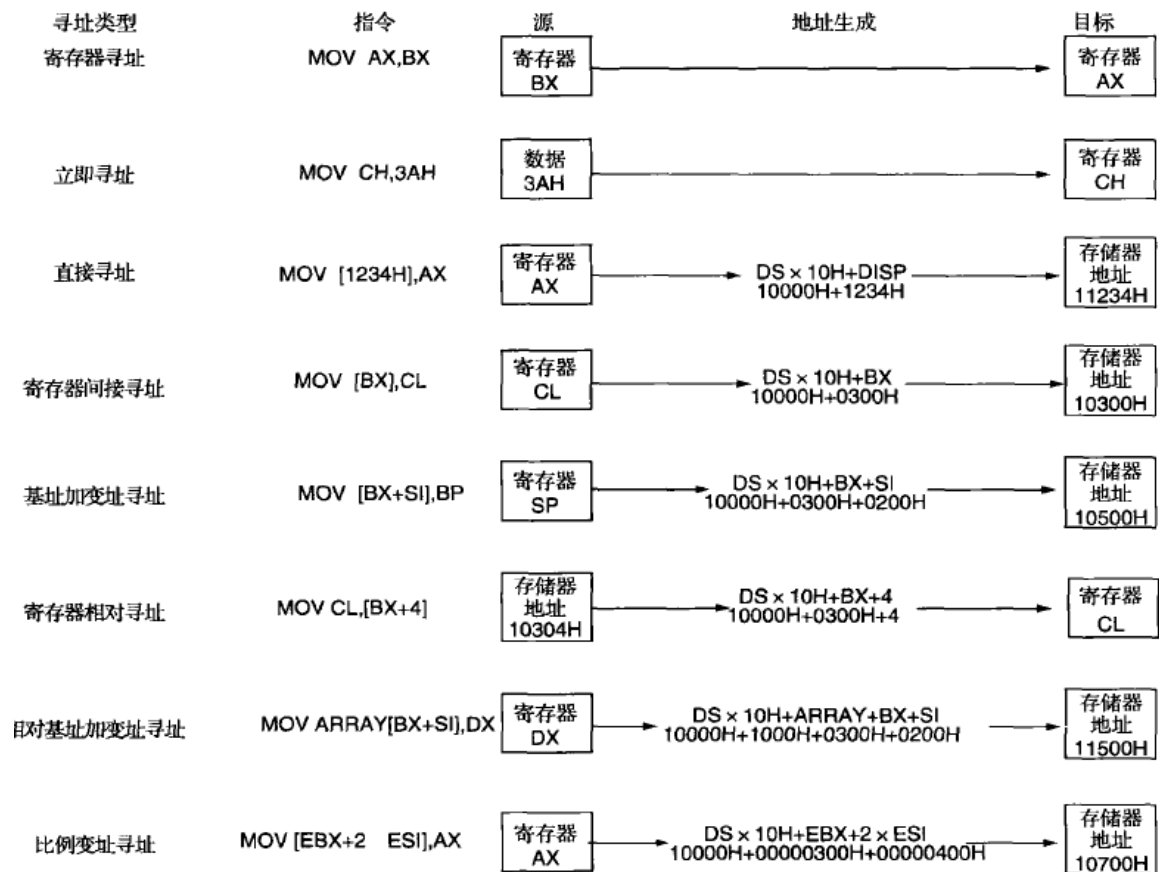 寻址类型 指令 源 地址生成 目标
寄存器寻址 MOV AX,BX 寄存器 BX 寄存器 AX
立即寻址 MOV CH,3AH 数据 3AH 寄存器 CH
直接寻址 MOV [1234H],AX 寄存器 AX DS×10H+DISP 10000H+1234H 存储器 地址 11234H
寄存器间接寻址 MOV [BX],CL 寄存器 CL DS×10H+BX 10000H+0300H 存储器 地址 10300H
基址加变址寻址 MOV [BX+SI],BP 寄存器 SP DS×10H+BX+SI 10000H+0300H+0200H 存储器 地址 10500H
寄存器相对寻址 MOV CL,[BX+4] 存储器 地址 10304H DS×10H+BX+4 10000H+0300H+4 寄存器 CL
对基址加变址寻址 MOV ARRAY[BX+SI],DX 寄存器 DX DS×10H+ARRAY+BX+SI 10000H+1000H+0300H+0200H 存储器 地址 11500H
比例变址寻址 MOV [EBX+2 ESI],AX 寄存器 AX DS×10H+EBX+2×ESI 10000H+00000300H+00000400H 存储器 地址 10700H